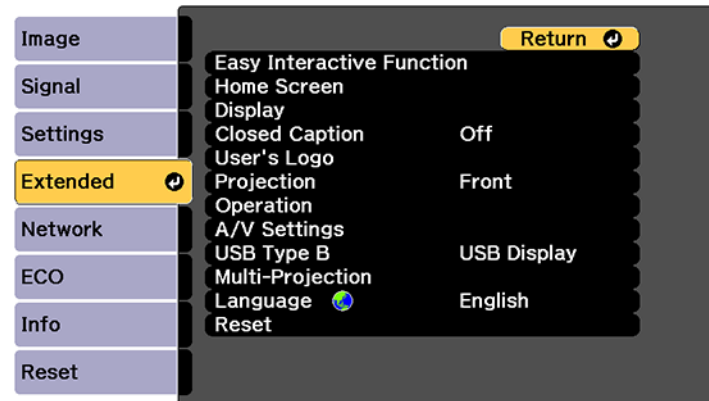 Image
Signal
Settings
Extended
Network
ECO
Info
Reset
Return
Easy Interactive Function
Home Screen
Display
Closed Caption Off
User's Logo
Projection Front
Operation
A/V Settings
USB Type B USB Display
Multi-Projection
Language English
Reset